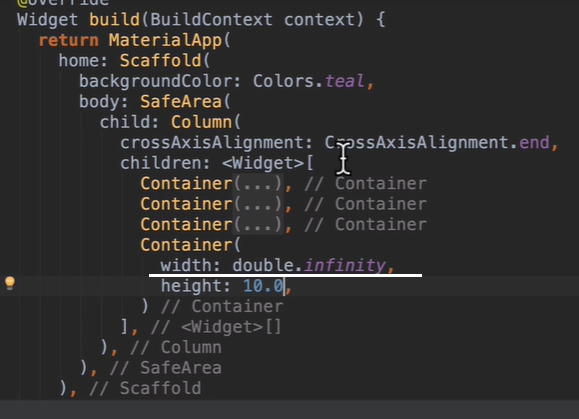 @override
Widget build(BuildContext context) {
return MaterialApp(
home: Scaffold(
backgroundColor: Colors.teal,
body: SafeArea(
child: Column(
crossAxisAlignment: CrossAxisAlignment.end,
children: <Widget>[
Container(...), // Container
Container(...), // Container
Container(...), // Container
Container(
width: double.infinity,
height: 10.0,
) // Container
], // <Widget>[]
), // Column
), // SafeArea
), // Scaffold